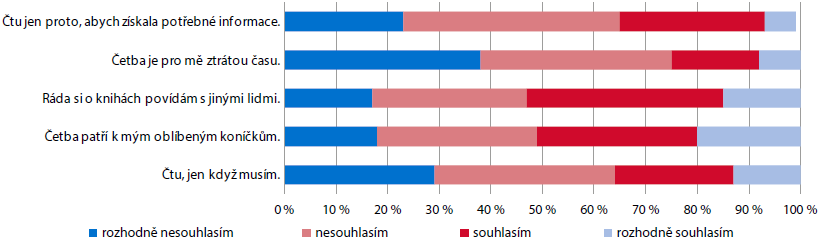 Čtu jen proto, abych získala potřebné informace.
Četba je pro mě ztrátou času.
Ráda si o knihách povídám s jinými lidmi.
Četba patří k mým oblíbeným koníčkům.
Čtu, jen když musím.
0 % 10 % 20 % 30 % 40 % 50 % 60 % 70 % 80 % 90 % 100 %
rozhodně nesouhlasím nesouhlasím souhlasím rozhodně souhlasím